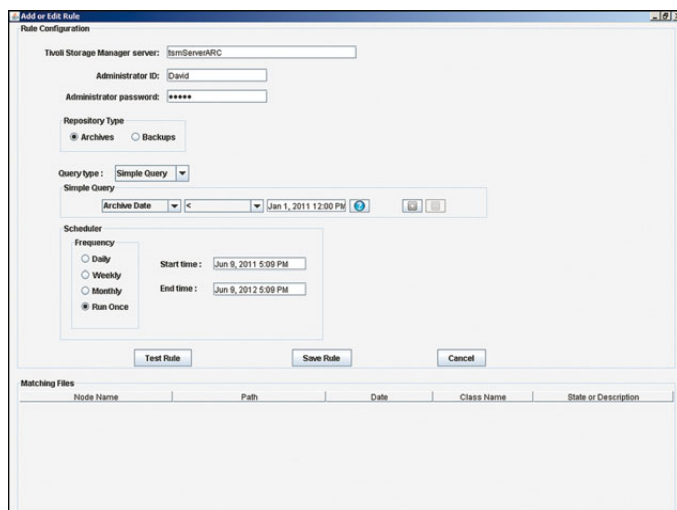 Add or Edit Rule
Rule Configuration
Tivoli Storage Manager server: tsmServerARC
Administrator ID: David
Administrator password: •••••
Repository Type
Archives Backups
Query type : Simple Query
Simple Query
Archive Date < Jan 1, 2011 12:00 PM ?
Scheduler
Frequency
Daily
Weekly
Monthly
Run Once
Start time : Jun 9, 2011 5:09 PM
End time : Jun 9, 2012 5:09 PM
Test Rule Save Rule Cancel
Matching Files
Node Name Path Date Class Name State or Description